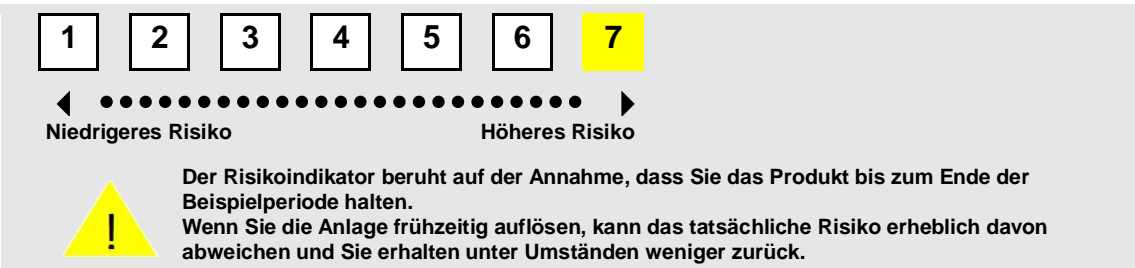 1 2 3 4 5 6 7
Niedrigeres Risiko Höheres Risiko
Der Risikoindikator beruht auf der Annahme, dass Sie das Produkt bis zum Ende der
Beispielperiode halten.
Wenn Sie die Anlage frühzeitig auflösen, kann das tatsächliche Risiko erheblich davon
abweichen und Sie erhalten unter Umständen weniger zurück.
!